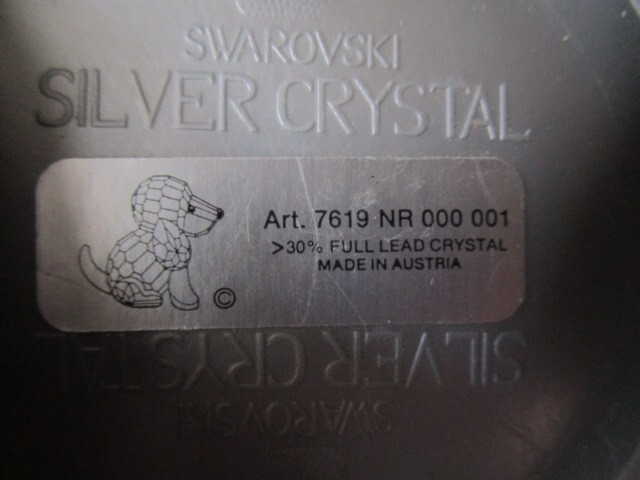 SWAROVSKI
SILVER CRYSTAL
Art. 7619 NR 000 001
>30% FULL LEAD CRYSTAL
MADE IN AUSTRIA
©
SILVER CRYSTAL
SWAROVSKI